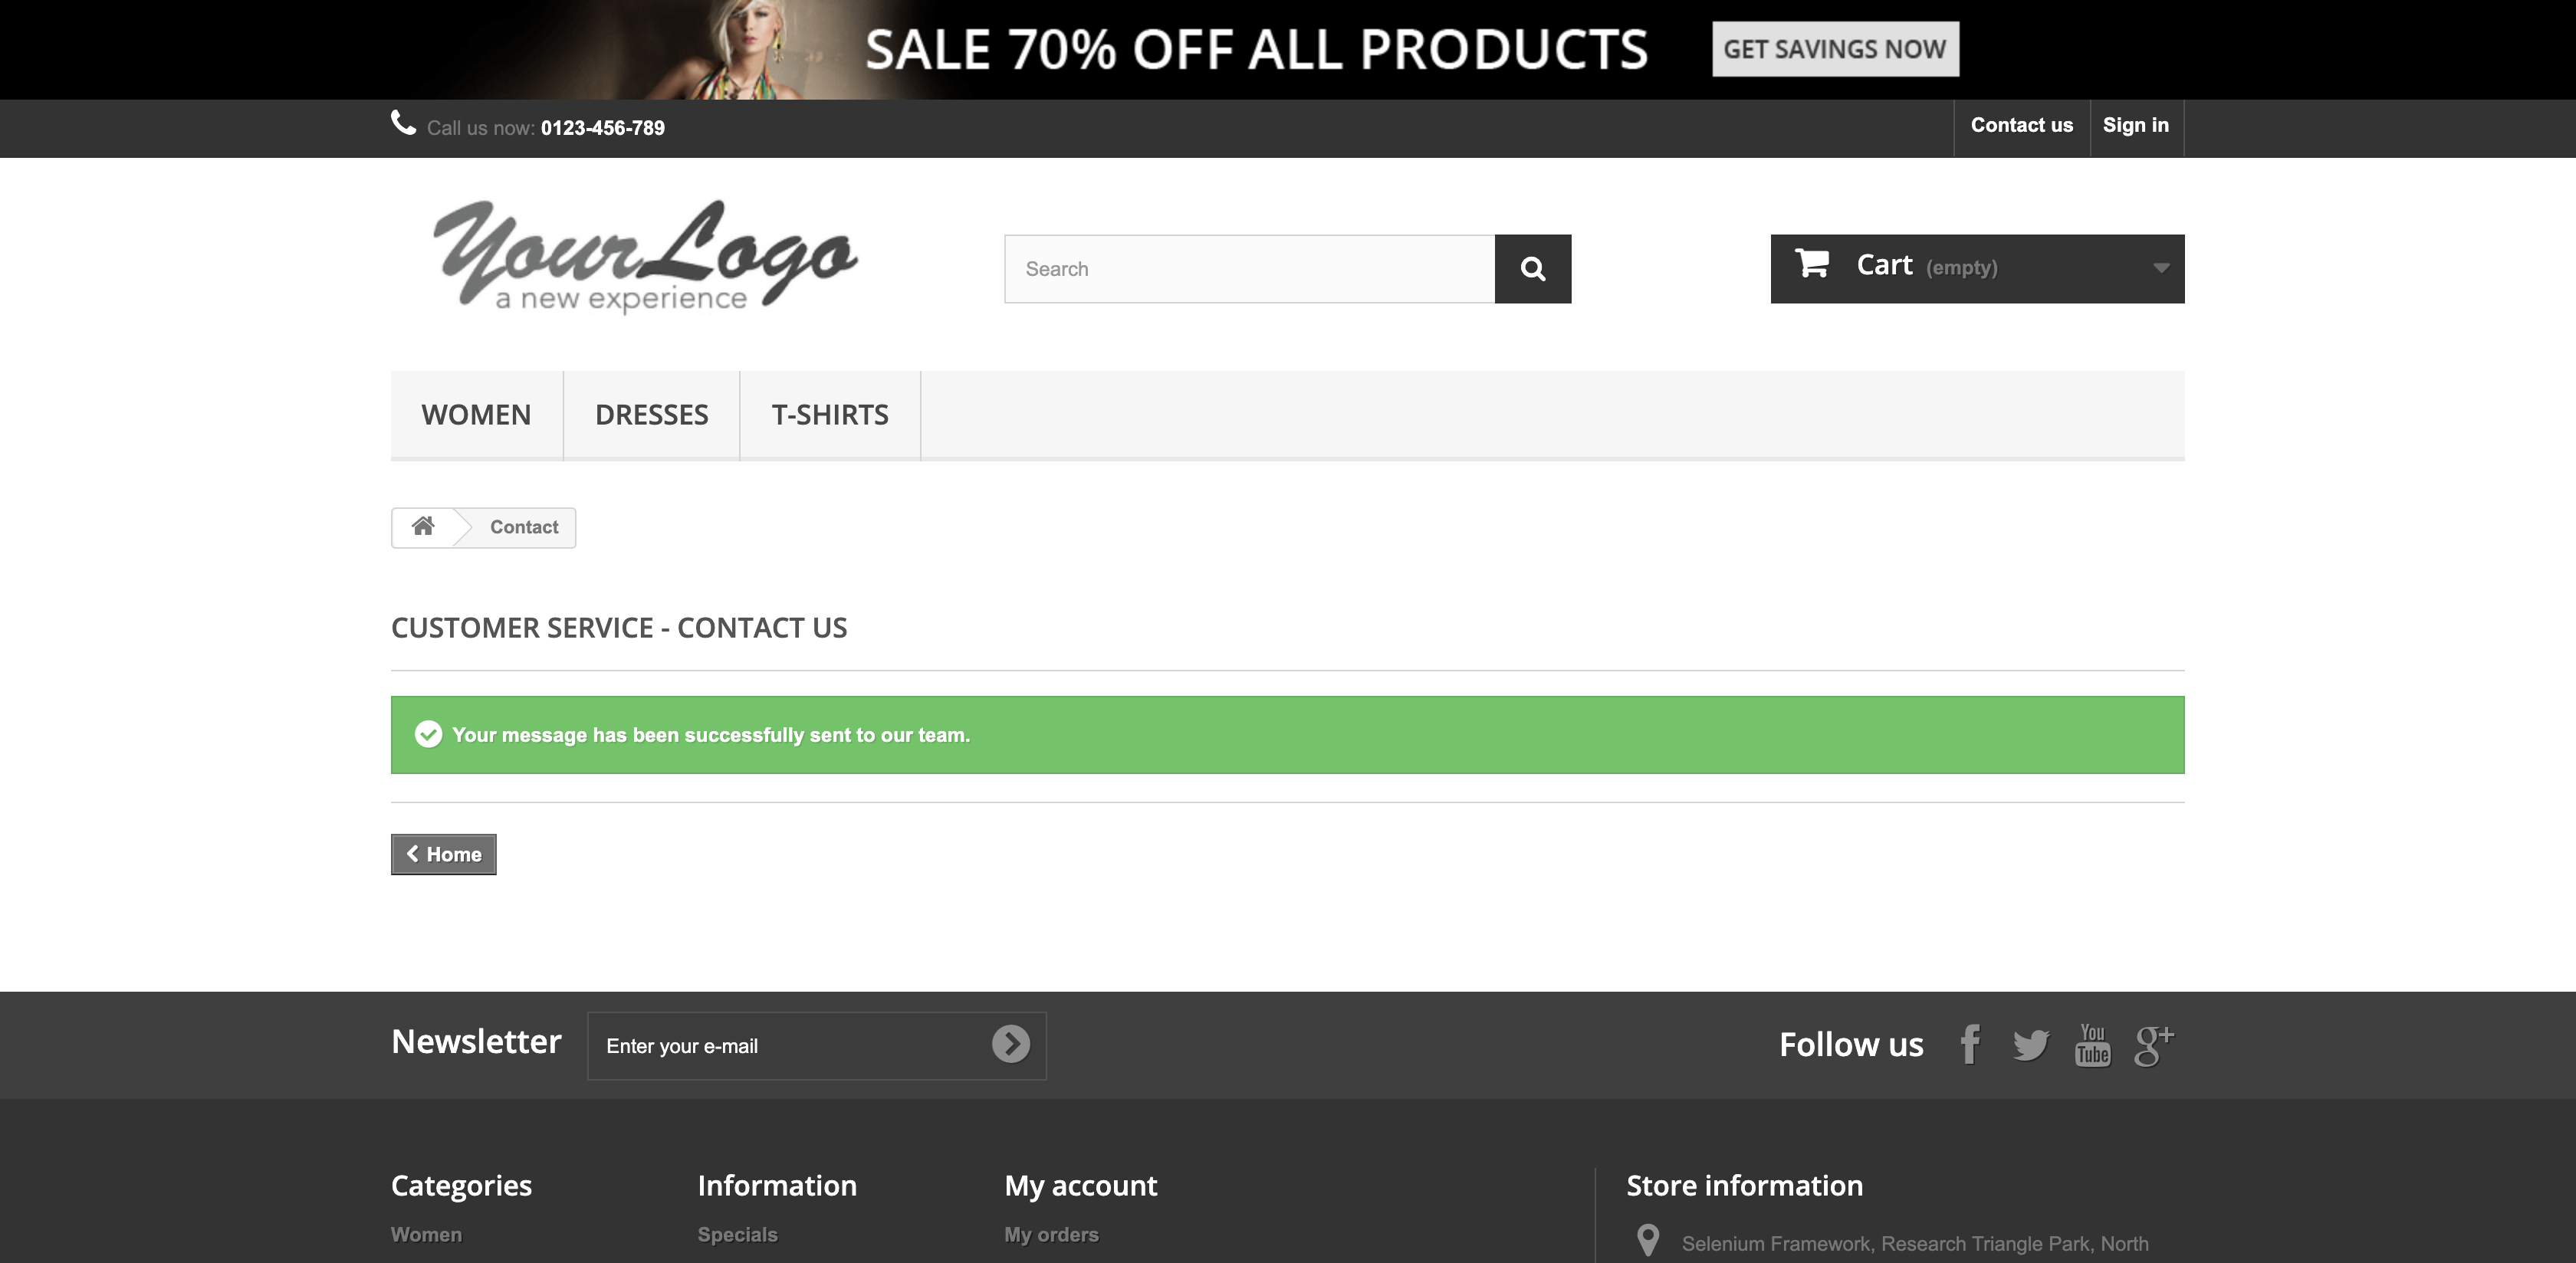 SALE 70% OFF ALL PRODUCTS
GET SAVINGS NOW
Call us now: 0123-456-789
Contact us
Sign in
Your Logo
a new experience
Search
Cart (empty)
WOMEN
DRESSES
T-SHIRTS
Contact
CUSTOMER SERVICE - CONTACT US
Your message has been successfully sent to our team.
Home
Newsletter
Enter your e-mail
Follow us
f
You
Tube
g+
Categories
Information
My account
Store information
Women
Specials
My orders
Selenium Framework, Research Triangle Park, North